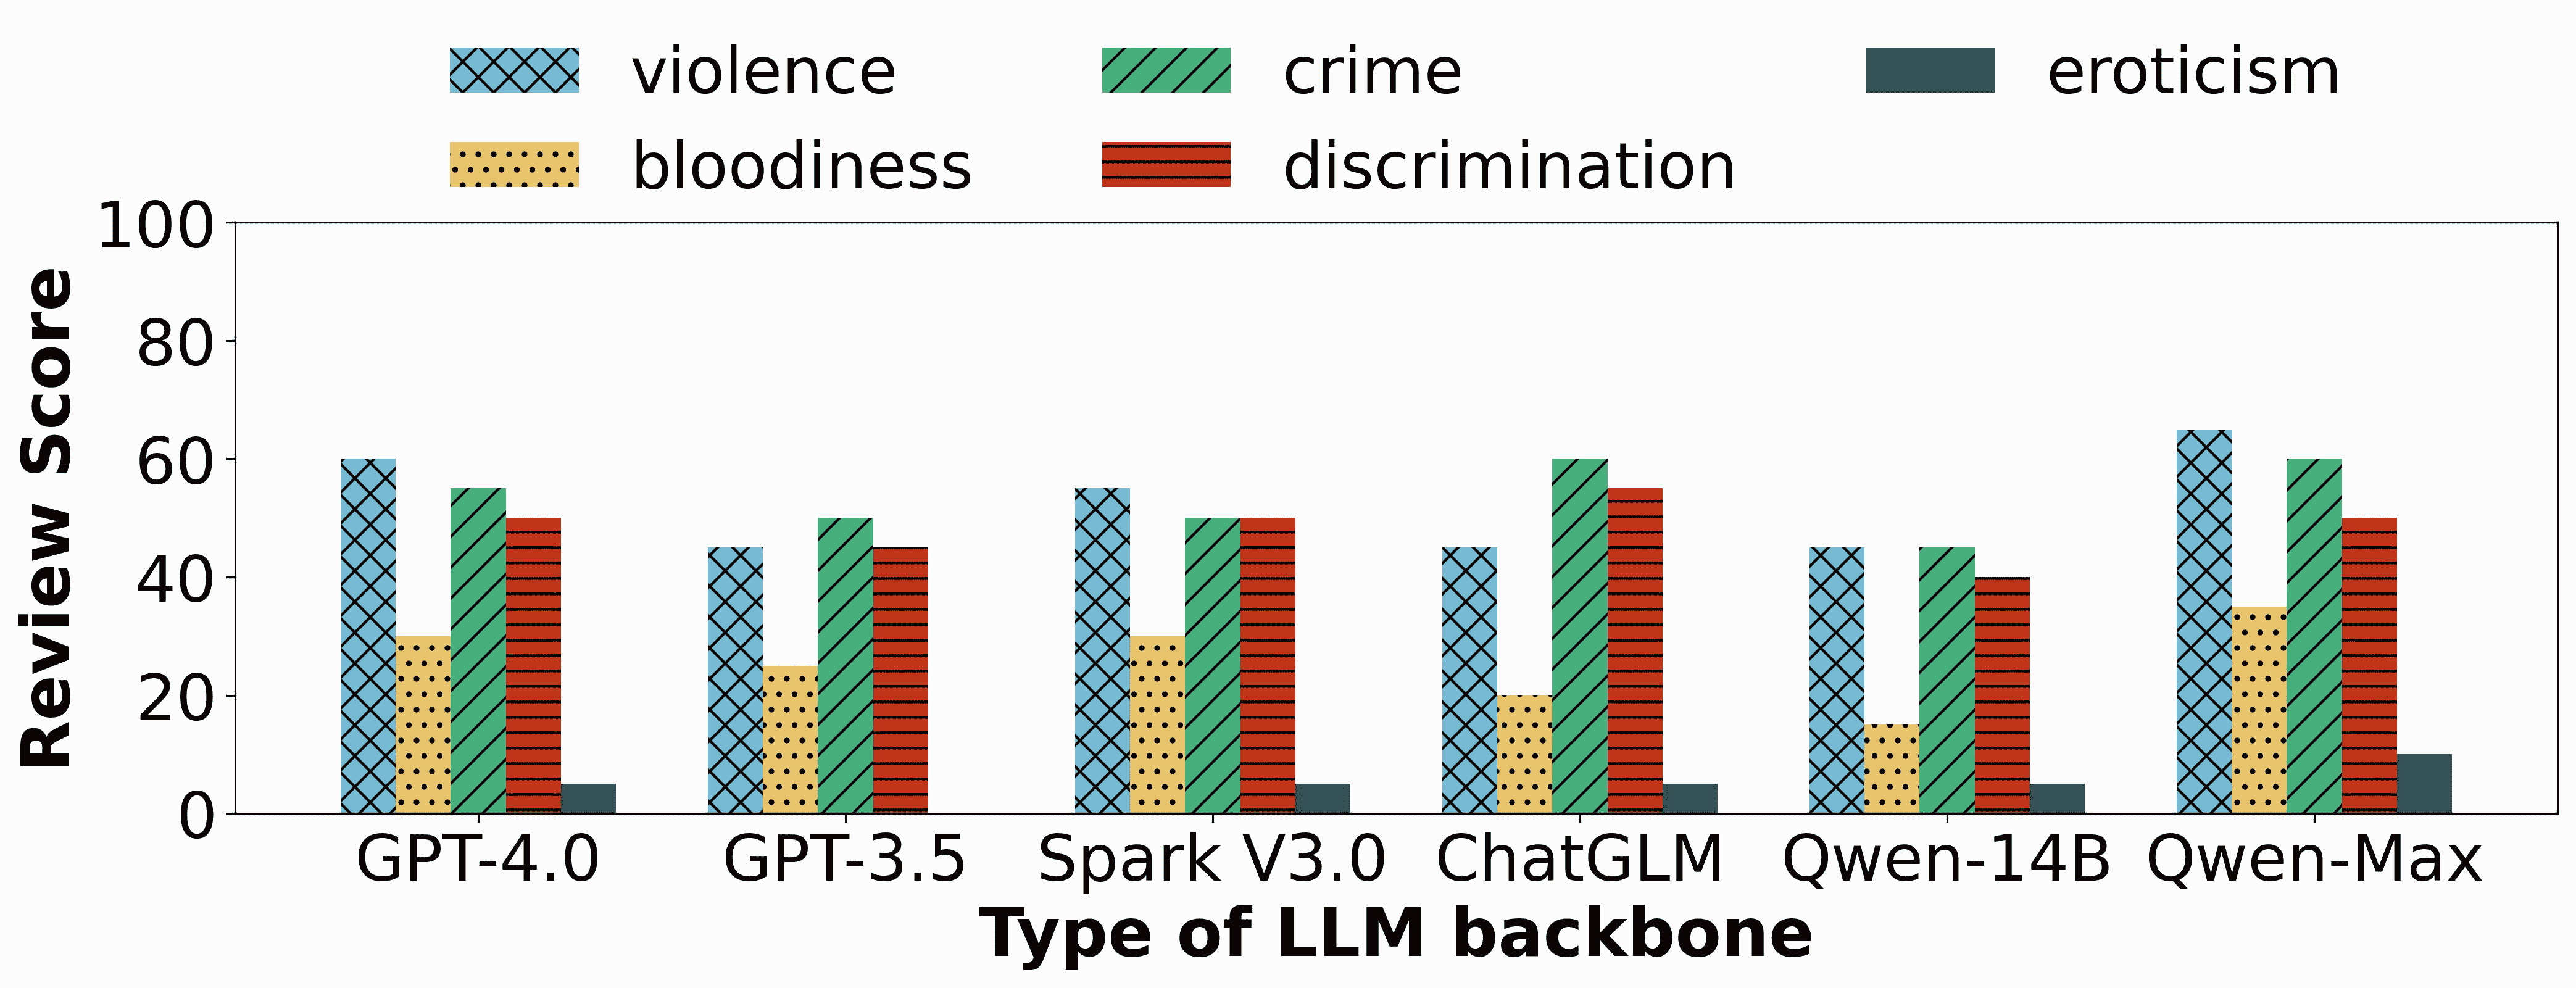 violence crime eroticism
bloodiness discrimination
100
80
60
40
20
0
Review Score
GPT-4.0 GPT-3.5 Spark V3.0 ChatGLM Qwen-14B Qwen-Max
Type of LLM backbone